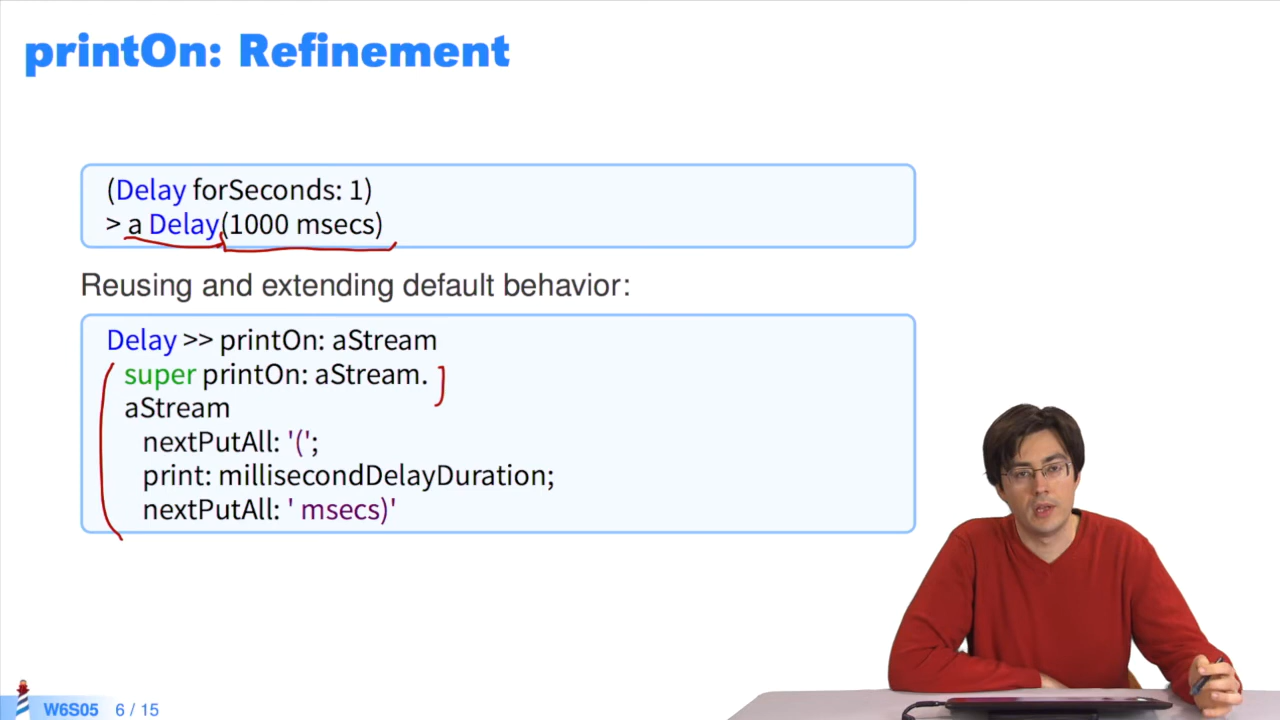 printOn: Refinement
(Delay forSeconds: 1)
> a Delay(1000 msecs)
Reusing and extending default behavior:
Delay >> printOn: aStream
super printOn: aStream.
aStream
nextPutAll: '(';
print: millisecondDelayDuration;
nextPutAll: ' msecs)'
W6S05 6 / 15